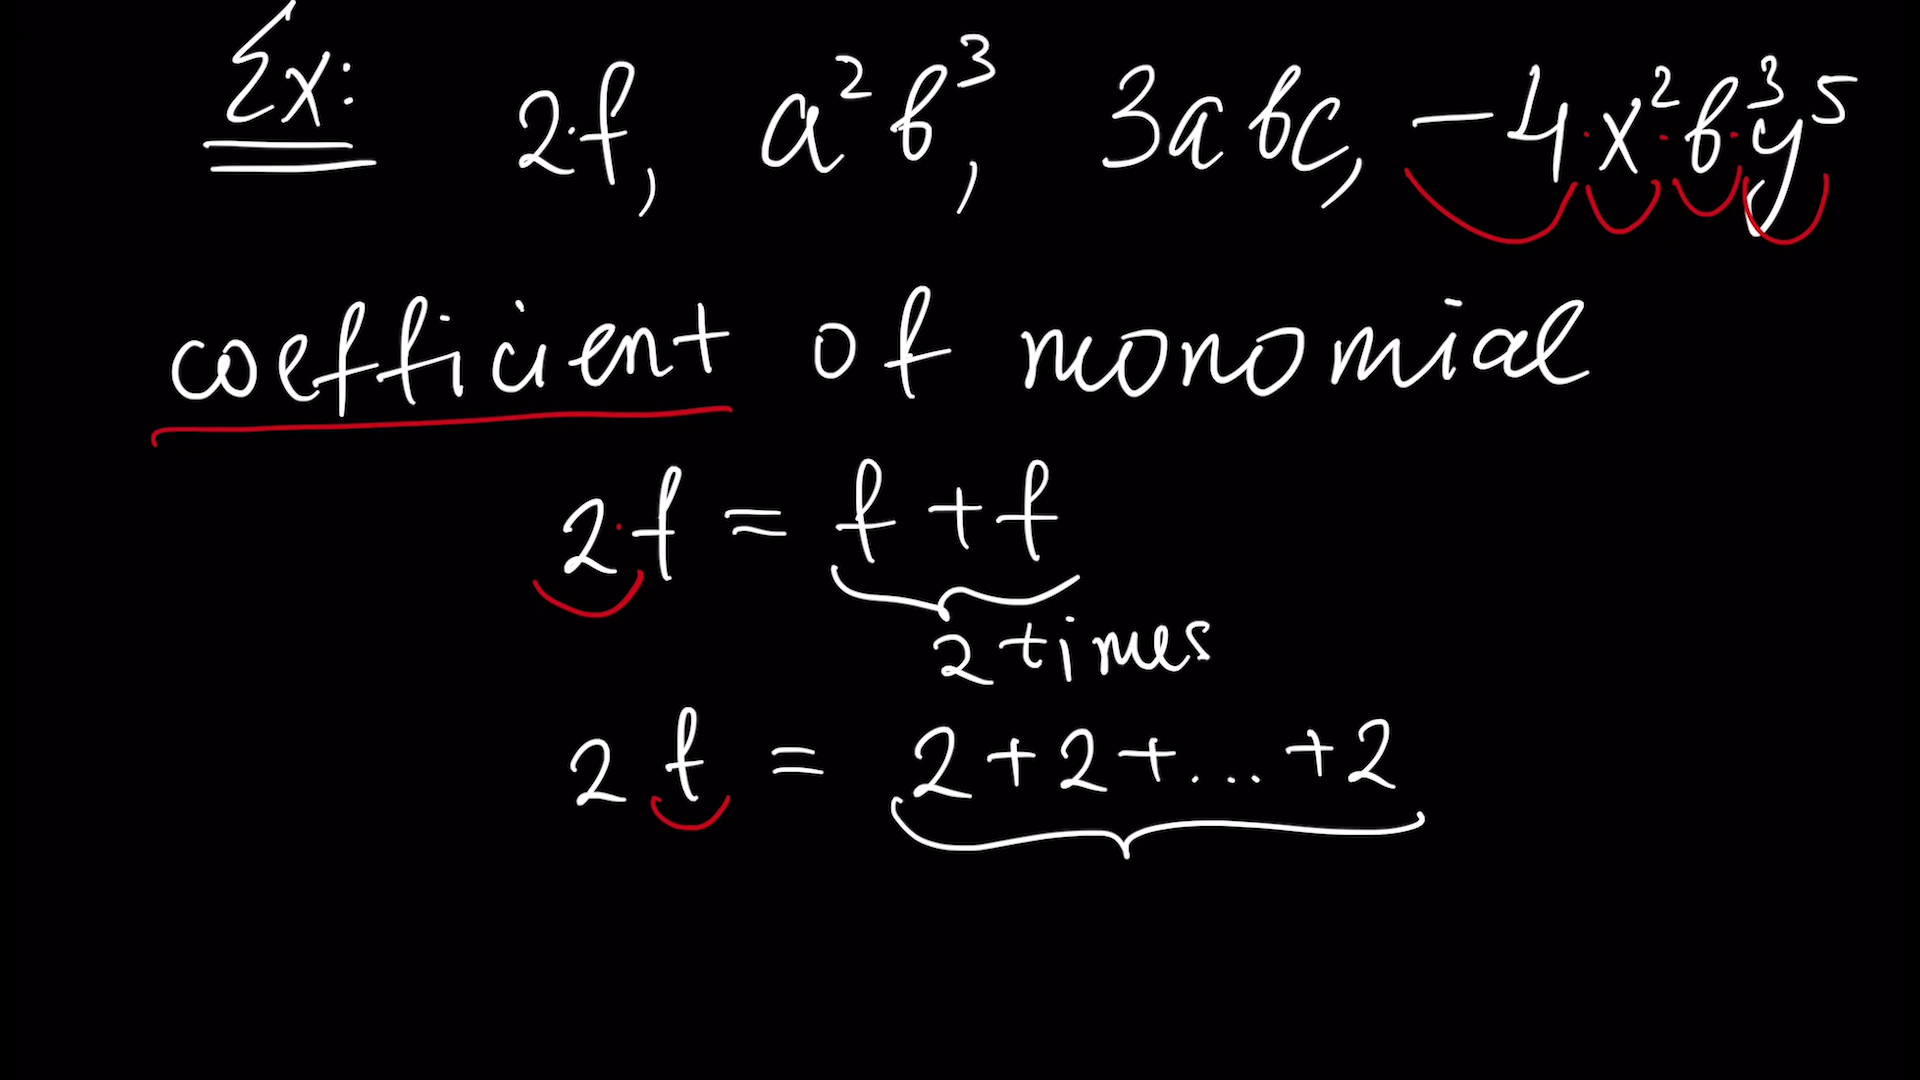 Ex: 2·f, a²b³, 3abc, −4·x²·b³·y⁵
coefficient of monomial
2·f = f + f
2 times
2 f = 2 + 2 + ... + 2